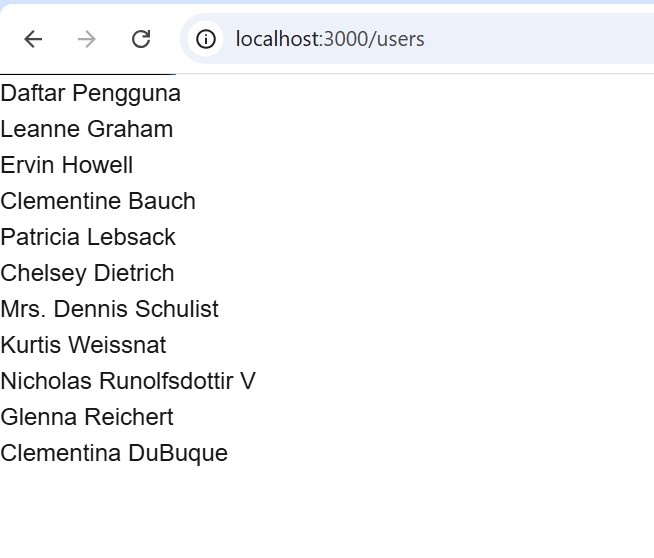 localhost:3000/users
Daftar Pengguna
Leanne Graham
Ervin Howell
Clementine Bauch
Patricia Lebsack
Chelsey Dietrich
Mrs. Dennis Schulist
Kurtis Weissnat
Nicholas Runolfsdottir V
Glenna Reichert
Clementina DuBuque